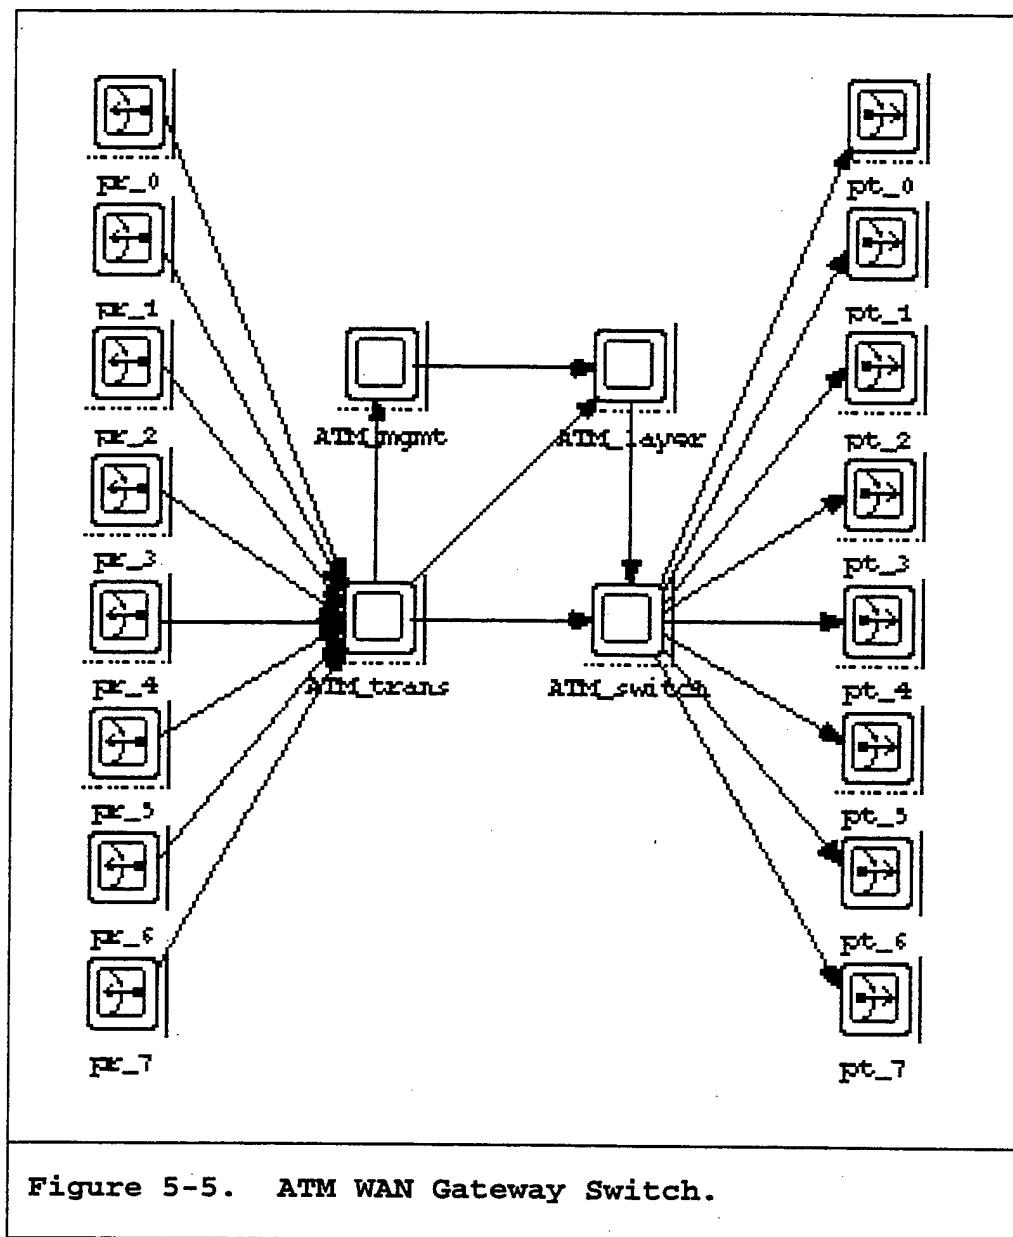 pr_0
pt_0
pr_1
pt_1
pr_2
pt_2
ATM_mgmt
ATM_layer
pr_3
pt_3
pr_4
pt_4
ATM_trans
ATM_switch
pr_5
pt_5
pr_6
pt_6
pr_7
pt_7
Figure 5-5. ATM WAN Gateway Switch.